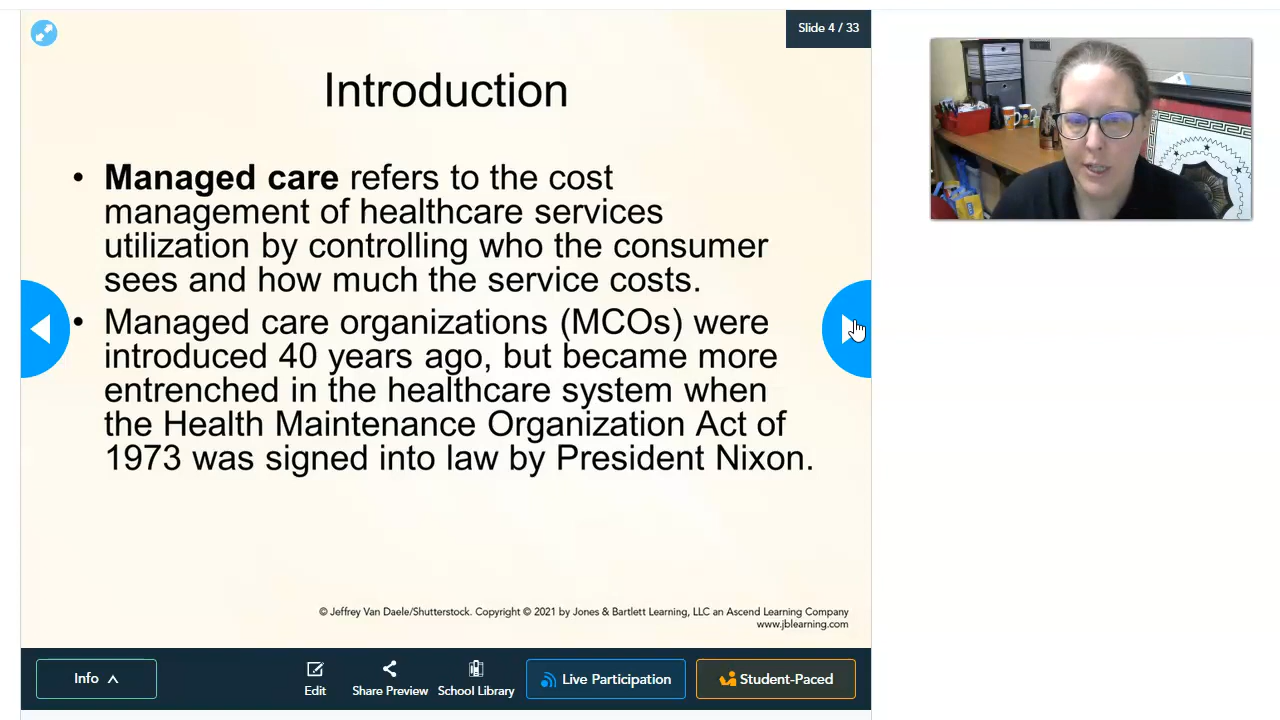 Slide 4 / 33
Introduction
• Managed care refers to the cost
management of healthcare services
utilization by controlling who the consumer
sees and how much the service costs.
• Managed care organizations (MCOs) were
introduced 40 years ago, but became more
entrenched in the healthcare system when
the Health Maintenance Organization Act of
1973 was signed into law by President Nixon.
© Jeffrey Van Daele/Shutterstock. Copyright © 2021 by Jones & Bartlett Learning, LLC an Ascend Learning Company
www.jblearning.com
Info
Edit
Share Preview
School Library
Live Participation
Student-Paced